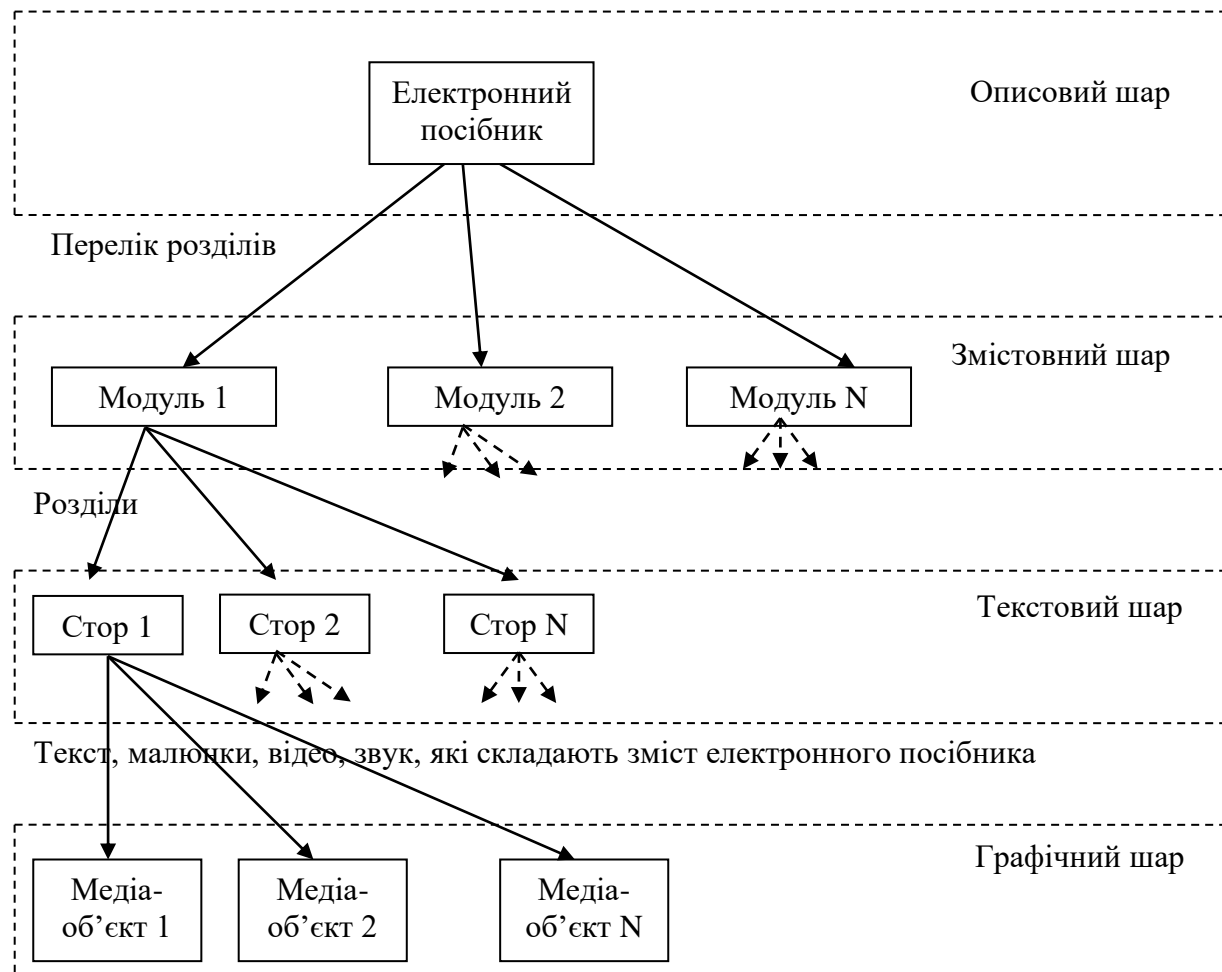 Електронний
посібник
Описовий шар
Перелік розділів
Змістовний шар
Модуль 1
Модуль 2
Модуль N
Розділи
Текстовий шар
Стор 1
Стор 2
Стор N
Текст, малюнки, відео, звук, які складають зміст електронного посібника
Графічний шар
Медіа-
об’єкт 1
Медіа-
об’єкт 2
Медіа-
об’єкт N